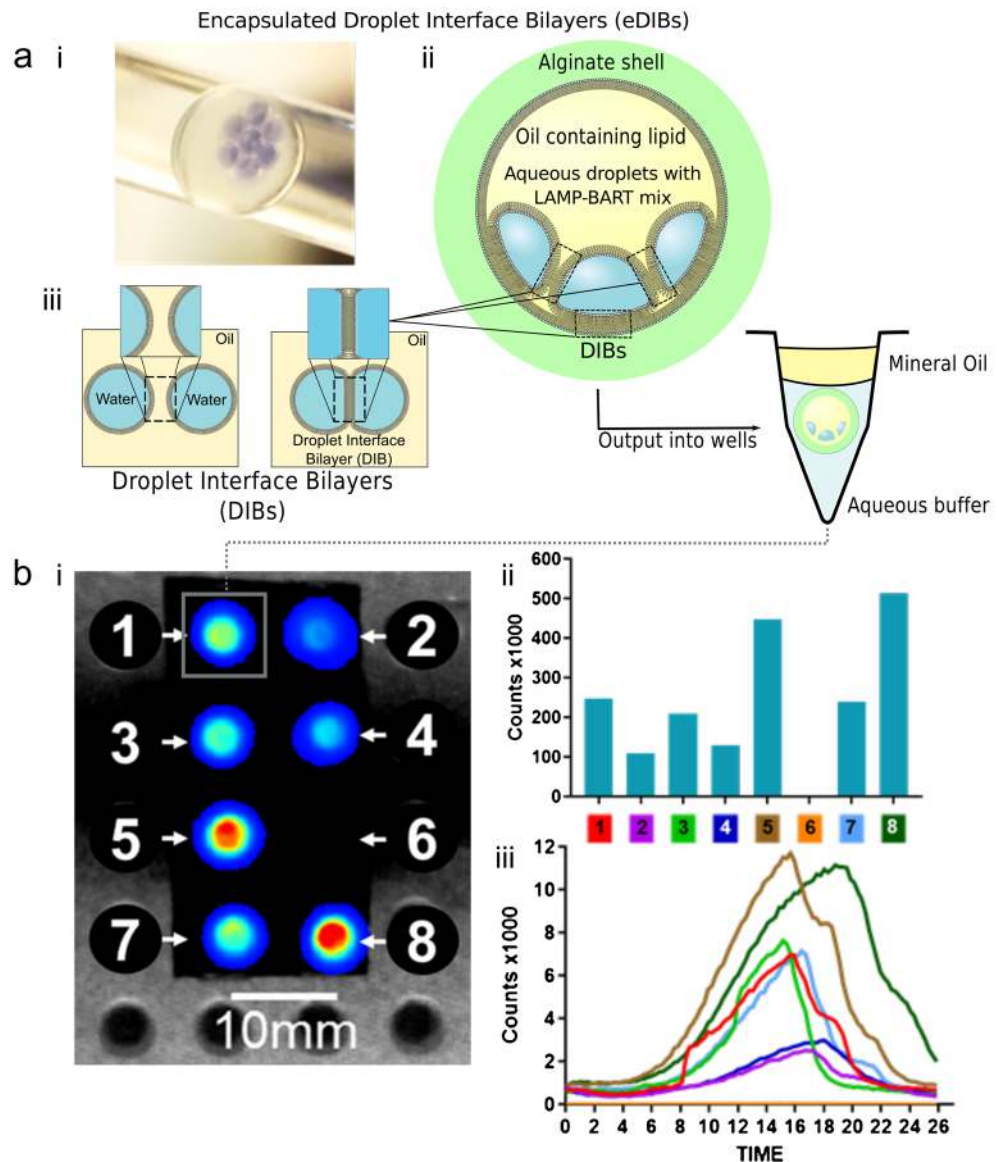 Encapsulated Droplet Interface Bilayers (eDIBs)
a i
ii
Alginate shell
Oil containing lipid
Aqueous droplets with
LAMP-BART mix
DIBs
iii
Oil
Water
Water
Oil
Droplet Interface
Bilayer (DIB)
Droplet Interface Bilayers
(DIBs)
Output into wells
Mineral Oil
Aqueous buffer
b i
1
2
3
4
5
6
7
8
10mm
ii
Counts x1000
600
500
400
300
200
100
0
1 2 3 4 5 6 7 8
iii
Counts x1000
12
10
8
6
4
2
0
0 2 4 6 8 10 12 14 16 18 20 22 24 26
TIME